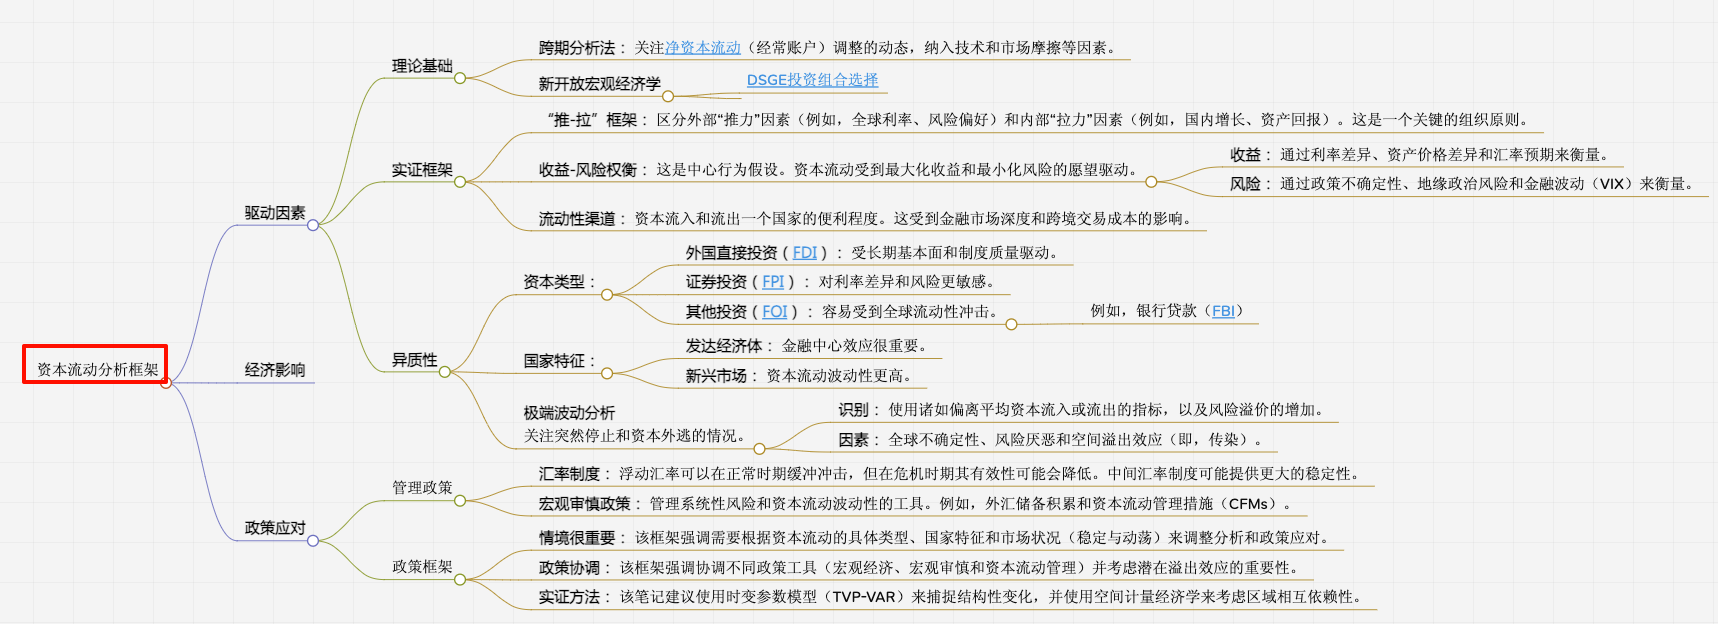 资本流动分析框架
驱动因素
理论基础
跨期分析法： 关注净资本流动（经常账户）调整的动态，纳入技术和市场摩擦等因素。
新开放宏观经济学
DSGE投资组合选择
实证框架
“推-拉”框架： 区分外部“推力”因素（例如，全球利率、风险偏好）和内部“拉力”因素（例如，国内增长、资产回报）。这是一个关键的组织原则。
收益-风险权衡： 这是中心行为假设。资本流动受到最大化收益和最小化风险的愿望驱动。
收益： 通过利率差异、资产价格差异和汇率预期来衡量。
风险： 通过政策不确定性、地缘政治风险和金融波动（VIX）来衡量。
流动性渠道： 资本流入和流出一个国家的便利程度。这受到金融市场深度和跨境交易成本的影响。
异质性
资本类型：
外国直接投资（FDI）： 受长期基本面和制度质量驱动。
证券投资（FPI）： 对利率差异和风险更敏感。
其他投资（FOI）： 容易受到全球流动性冲击。
例如，银行贷款（FBI）
国家特征：
发达经济体： 金融中心效应很重要。
新兴市场： 资本流动波动性更高。
极端波动分析
关注突然停止和资本外逃的情况。
识别： 使用诸如偏离平均资本流入或流出的指标，以及风险溢价的增加。
因素： 全球不确定性、风险厌恶和空间溢出效应（即，传染）。
经济影响
政策应对
管理政策
汇率制度： 浮动汇率可以在正常时期缓冲冲击，但在危机时期其有效性可能会降低。中间汇率制度可能提供更大的稳定性。
宏观审慎政策： 管理系统性风险和资本流动波动性的工具。例如，外汇储备积累和资本流动管理措施（CFMs）。
政策框架
情境很重要： 该框架强调需要根据资本流动的具体类型、国家特征和市场状况（稳定与动荡）来调整分析和政策应对。
政策协调： 该框架强调协调不同政策工具（宏观经济、宏观审慎和资本流动管理）并考虑潜在溢出效应的重要性。
实证方法： 该笔记建议使用时变参数模型（TVP-VAR）来捕捉结构性变化，并使用空间计量经济学来考虑区域相互依赖性。